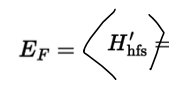 E_F = ⟨ H'_hfs ⟩ =